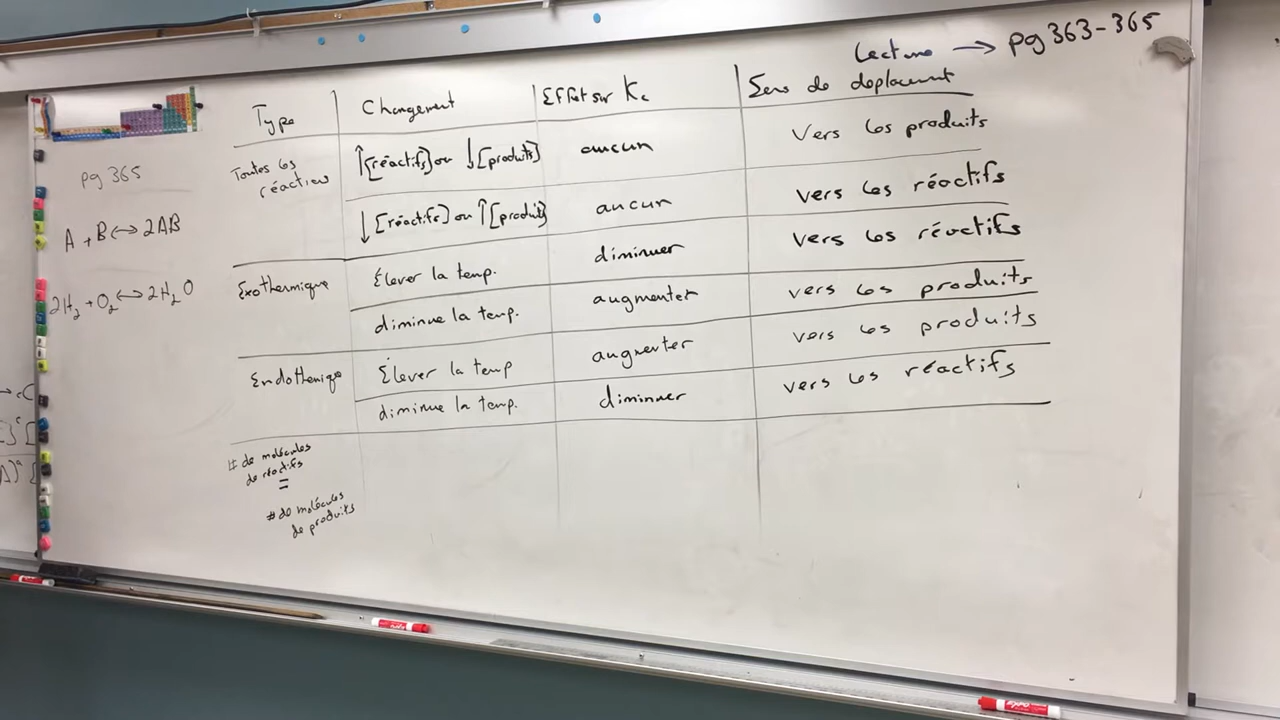 Lecture → pg 363-365
Type | Changement | Effet sur Kc | Sens de deplacement
Toutes les réactions | ↑[réactifs] ou ↓[produits] | aucun | Vers les produits
↓[réactifs] ou ↑[produits] | aucun | vers les réactifs
Exothermique | Élever la temp. | diminuer | vers les réactifs
diminue la temp. | augmenter | vers les produits
Endothermique | Élever la temp | augmenter | vers les produits
diminue la temp. | diminuer | vers les réactifs
# de molécules
de réactifs
=
# de molécules
de produits
pg 365
A + B ↔ 2AB
2H₂ + O₂ ↔ 2H₂O
expo
EXPO